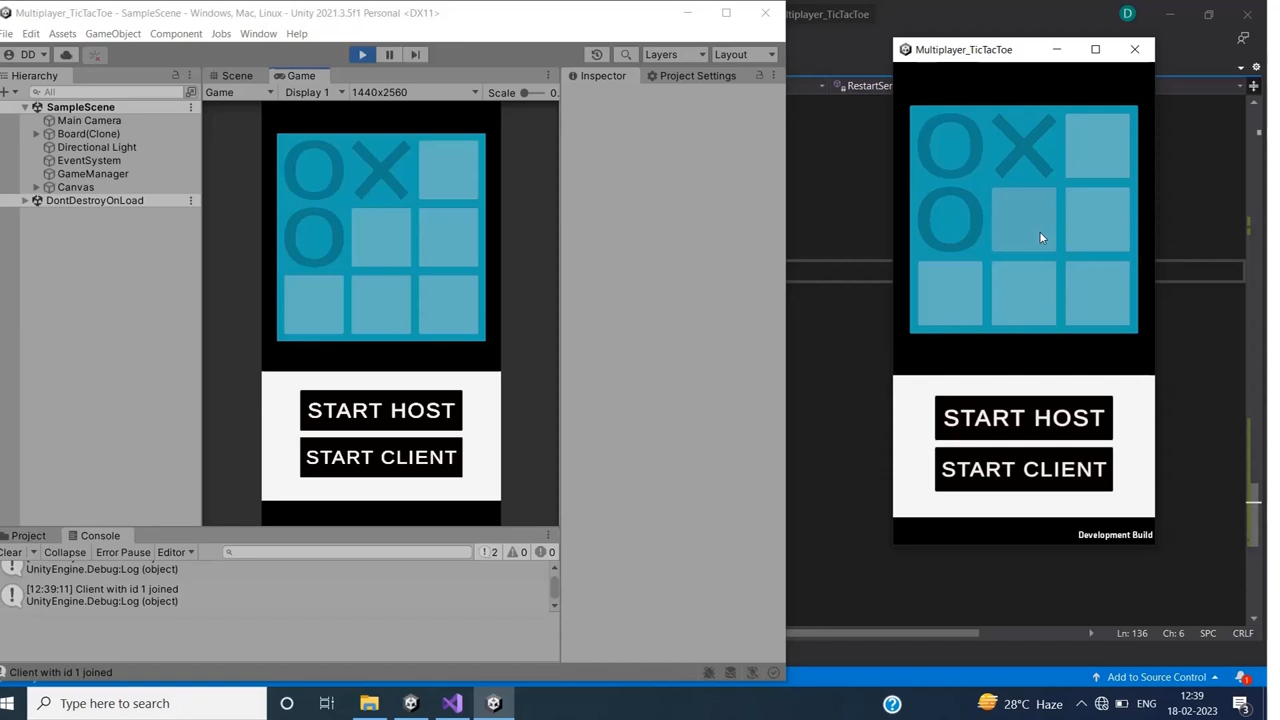 Multiplayer_TicTacToe - SampleScene - Windows, Mac, Linux - Unity 2021.3.5f1 Personal <DX11>
ltiplayer_TicTacToe
D
File Edit Assets GameObject Component Jobs Window Help
DD
Layers
Layout
Multiplayer_TicTacToe
Hierarchy
Scene
Game
Inspector
Project Settings
All
Game
Display 1
1440x2560
Scale
0.
RestartSer
SampleScene
Main Camera
Board(Clone)
Directional Light
EventSystem
GameManager
Canvas
DontDestroyOnLoad
O X
O
START HOST
START CLIENT
O X
O
START HOST
START CLIENT
Development Build
Project
Console
Clear
Collapse
Error Pause
Editor
2
0
0
UnityEngine.Debug:Log (object)
[12:39:11] Client with id 1 joined
UnityEngine.Debug:Log (object)
Client with id 1 joined
Ln: 136 Ch: 6 SPC CRLF
Add to Source Control
1
Type here to search
28°C Haze
ENG
12:39
18-02-2023
3